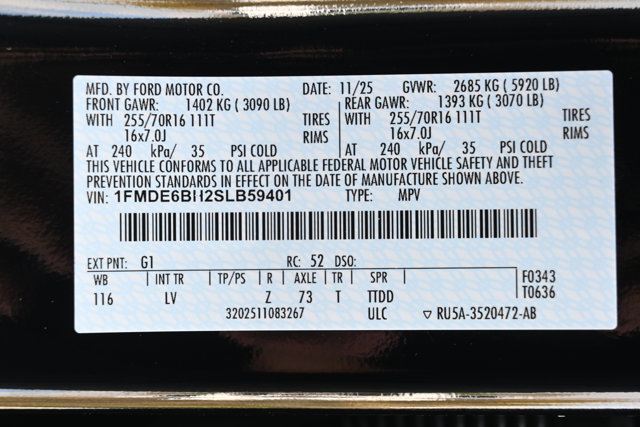 MFD. BY FORD MOTOR CO. DATE: 11/25 GVWR: 2685 KG ( 5920 LB)
FRONT GAWR: 1402 KG ( 3090 LB) REAR GAWR: 1393 KG ( 3070 LB)
WITH 255/70R16 111T TIRES WITH 255/70R16 111T TIRES
16x7.0J RIMS 16x7.0J RIMS
AT 240 kPa/ 35 PSI COLD AT 240 kPa/ 35 PSI COLD
THIS VEHICLE CONFORMS TO ALL APPLICABLE FEDERAL MOTOR VEHICLE SAFETY AND THEFT
PREVENTION STANDARDS IN EFFECT ON THE DATE OF MANUFACTURE SHOWN ABOVE.
VIN: 1FMDE6BH2SLB59401 TYPE: MPV
EXT PNT: G1 RC: 52 DSO:
WB INT TR TP/PS R AXLE TR SPR F0343
116 LV Z 73 T TTDD T0636
3202511083267 ULC ▽ RU5A-3520472-AB